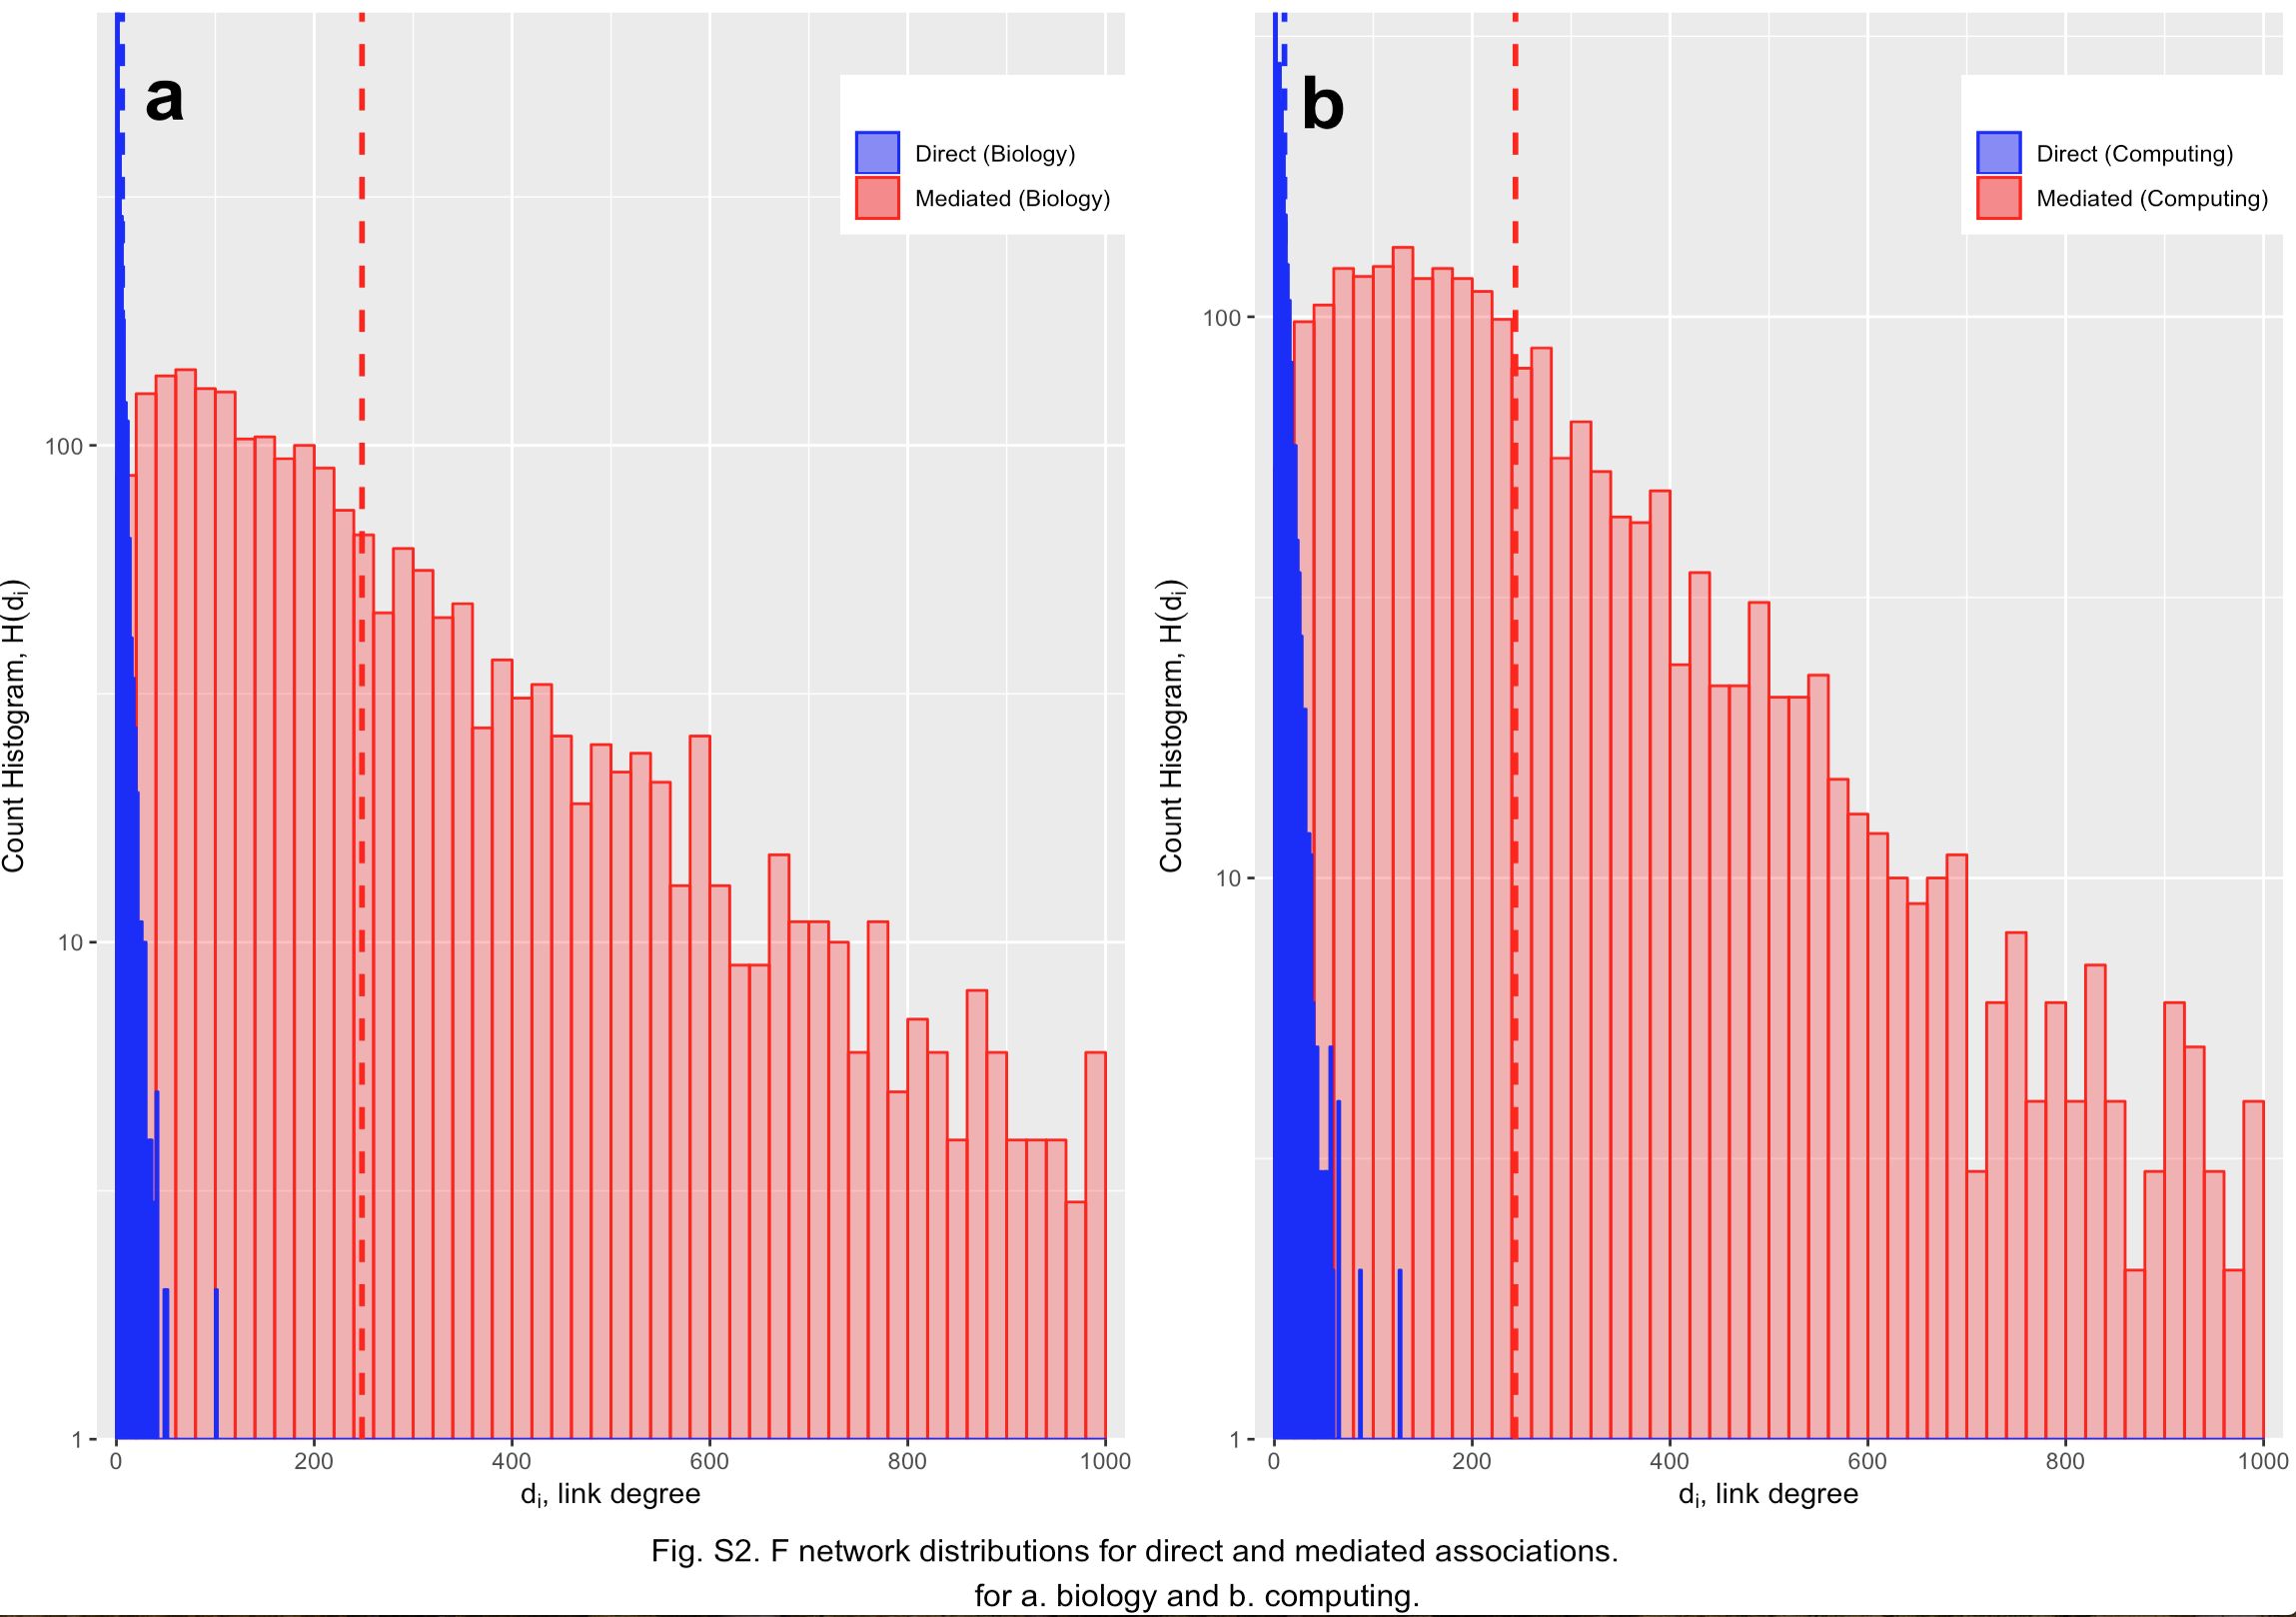 a
Direct (Biology)
Mediated (Biology)
100
10
1
Count Histogram, H(di)
0 200 400 600 800 1000
di, link degree
b
Direct (Computing)
Mediated (Computing)
100
10
1
Count Histogram, H(di)
0 200 400 600 800 1000
di, link degree
Fig. S2. F network distributions for direct and mediated associations.
for a. biology and b. computing.